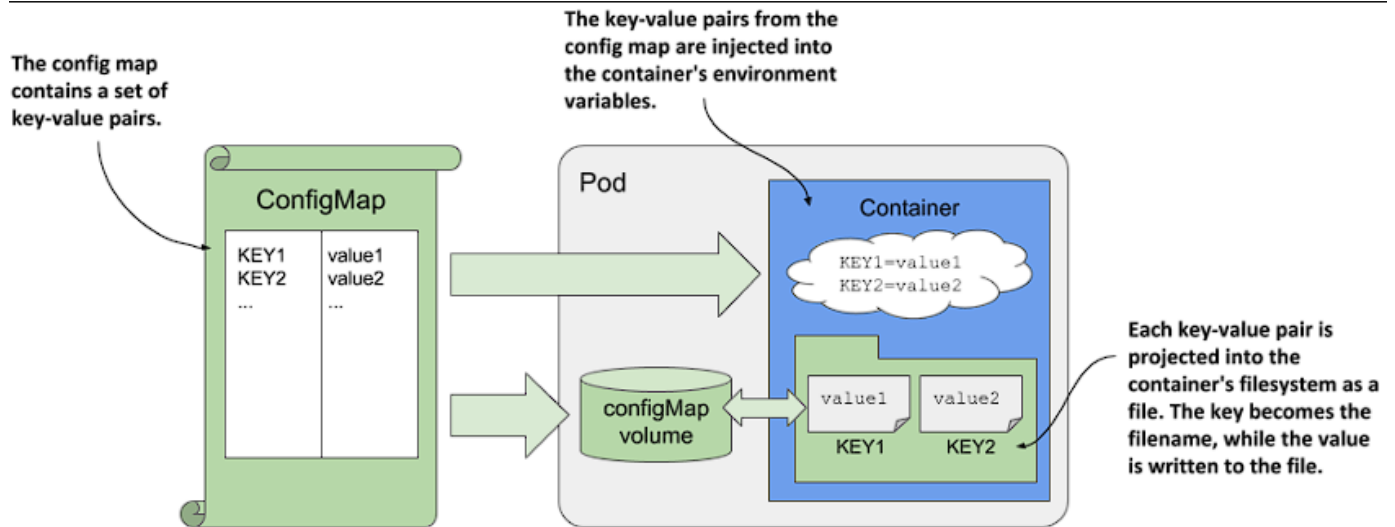 The key-value pairs from the
config map are injected into
the container's environment
variables.
The config map
contains a set of
key-value pairs.
ConfigMap
KEY1 value1
KEY2 value2
... ...
Pod
Container
KEY1=value1
KEY2=value2
configMap
volume
value1 value2
KEY1 KEY2
Each key-value pair is
projected into the
container's filesystem as a
file. The key becomes the
filename, while the value
is written to the file.